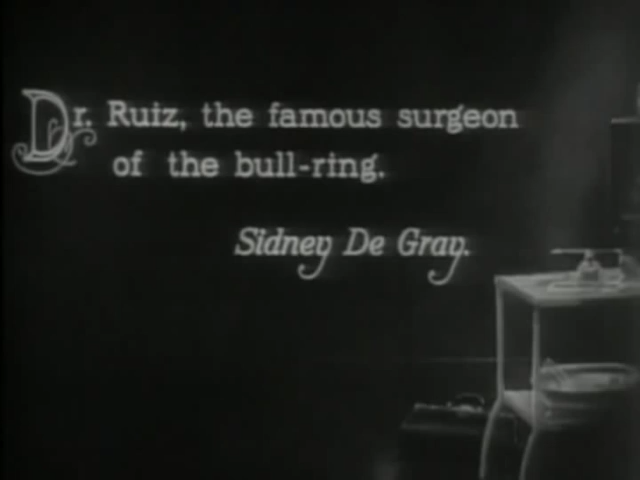 Dr. Ruiz, the famous surgeon
of the bull-ring.
Sidney De Gray.